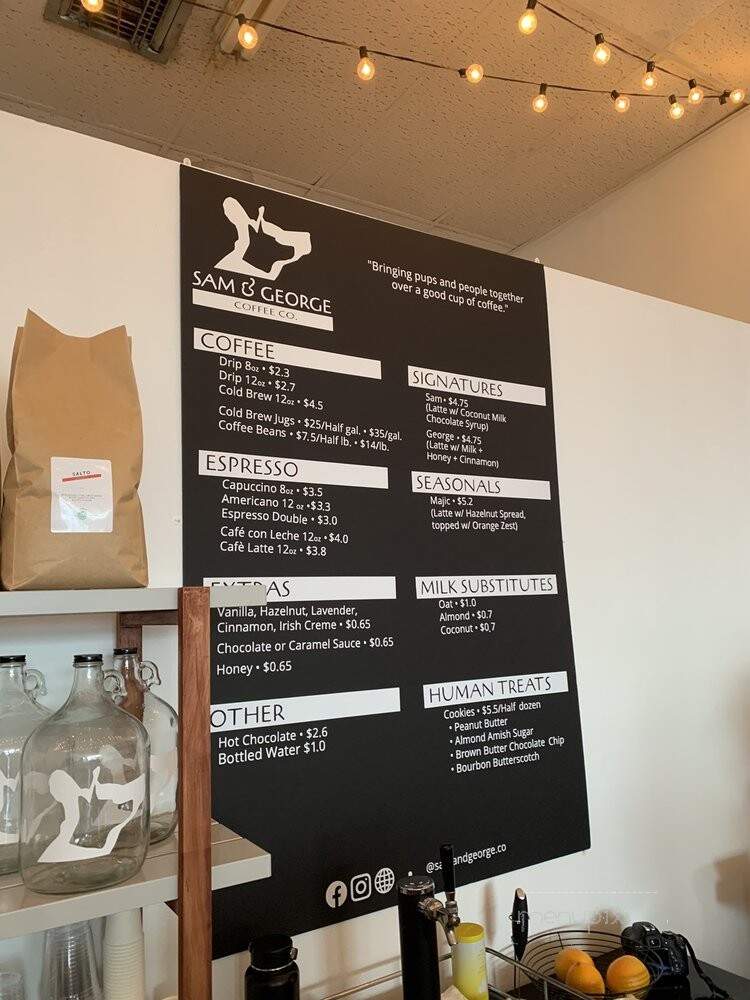 SAM & GEORGE
COFFEE CO.
"Bringing pups and people together
over a good cup of coffee."
COFFEE
Drip 8oz • $2.3
Drip 12oz • $2.7
Cold Brew 12oz • $4.5
Cold Brew Jugs • $25/Half gal. • $35/gal.
Coffee Beans • $7.5/Half lb. • $14/lb.
ESPRESSO
Capuccino 8oz • $3.5
Americano 12 oz •$3.3
Espresso Double • $3.0
Café con Leche 12oz •$4.0
Cafè Latte 12oz • $3.8
EXTRAS
Vanilla, Hazelnut, Lavender,
Cinnamon, Irish Creme • $0.65
Chocolate or Caramel Sauce • $0.65
Honey • $0.65
OTHER
Hot Chocolate • $2.6
Bottled Water $1.0
SIGNATURES
Sam • $4.75
(Latte w/ Coconut Milk
Chocolate Syrup)
George • $4.75
(Latte w/ Milk +
Honey + Cinnamon)
SEASONALS
Majic • $5.2
(Latte w/ Hazelnut Spread,
topped w/ Orange Zest)
MILK SUBSTITUTES
Oat • $1.0
Almond • $0.7
Coconut • $0,7
HUMAN TREATS
Cookies • $5.5/Half dozen
• Peanut Butter
• Almond Amish Sugar
• Brown Butter Chocolate Chip
• Bourbon Butterscotch
@samandgeorge.co
SALTO
menupix